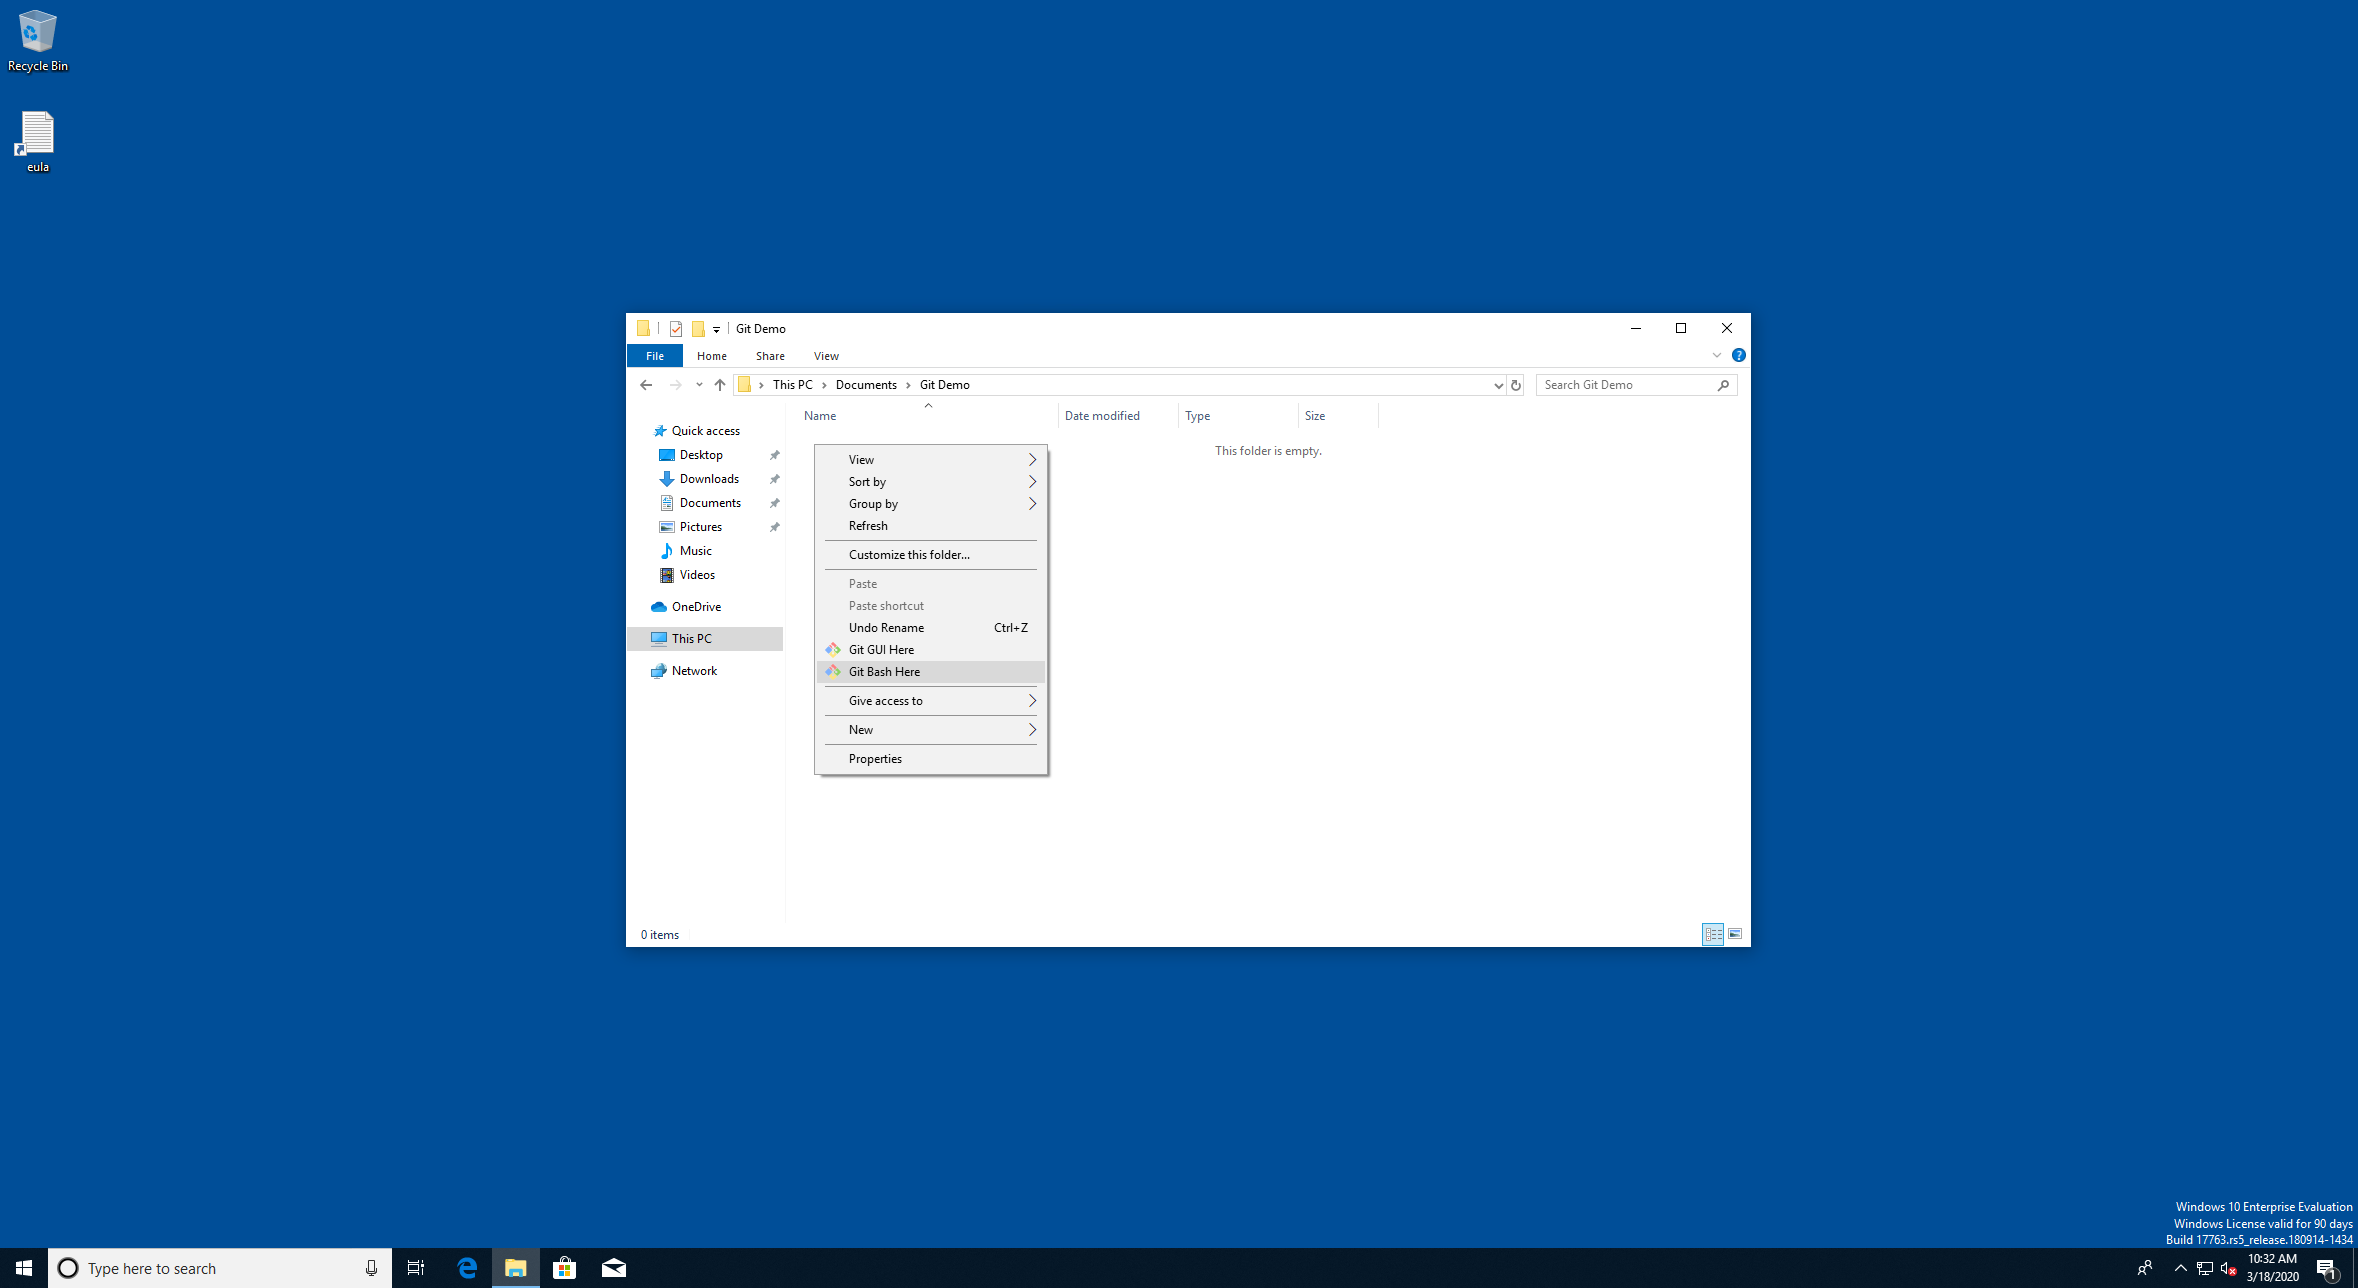 Recycle Bin
eula
Git Demo
File Home Share View
This PC Documents Git Demo
Search Git Demo
Name Date modified Type Size
This folder is empty.
Quick access
Desktop
Downloads
Documents
Pictures
Music
Videos
OneDrive
This PC
Network
View
Sort by
Group by
Refresh
Customize this folder...
Paste
Paste shortcut
Undo Rename Ctrl+Z
Git GUI Here
Git Bash Here
Give access to
New
Properties
0 items
Windows 10 Enterprise Evaluation
Windows License valid for 90 days
Build 17763.rs5_release.180914-1434
Type here to search
10:32 AM
3/18/2020
1